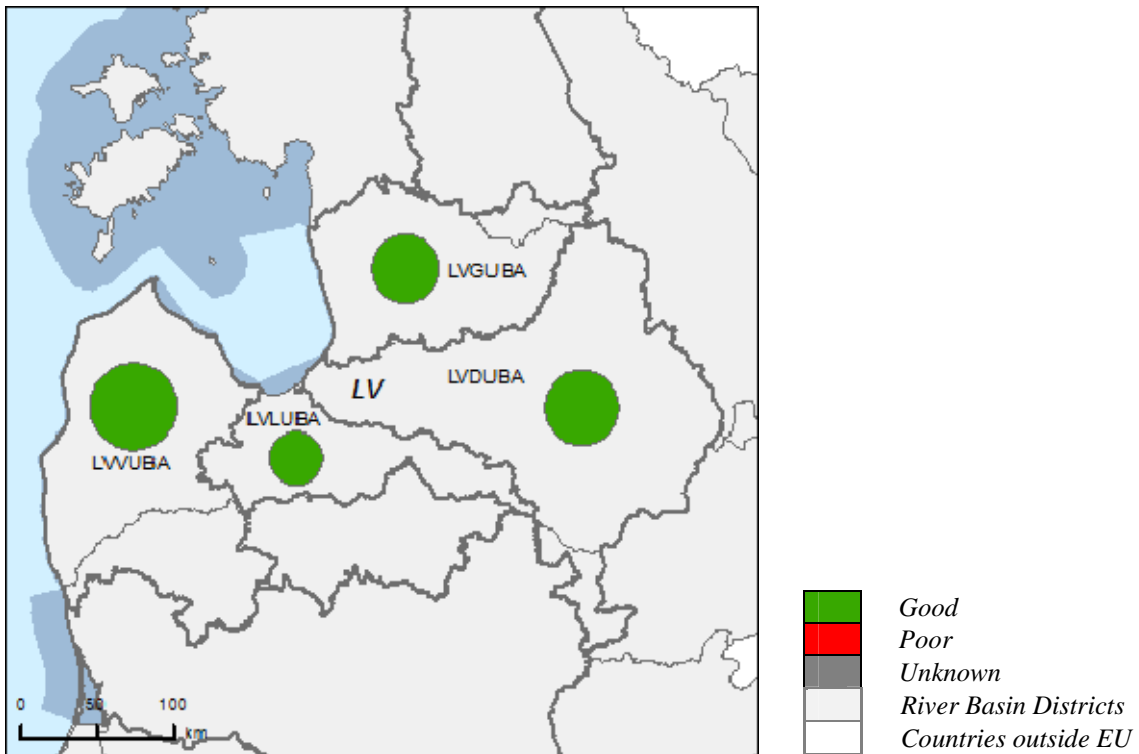 LVGUBA
LV
LVDUBA
LVLUBA
LVVUBA
0 50 100
km
Good
Poor
Unknown
River Basin Districts
Countries outside EU